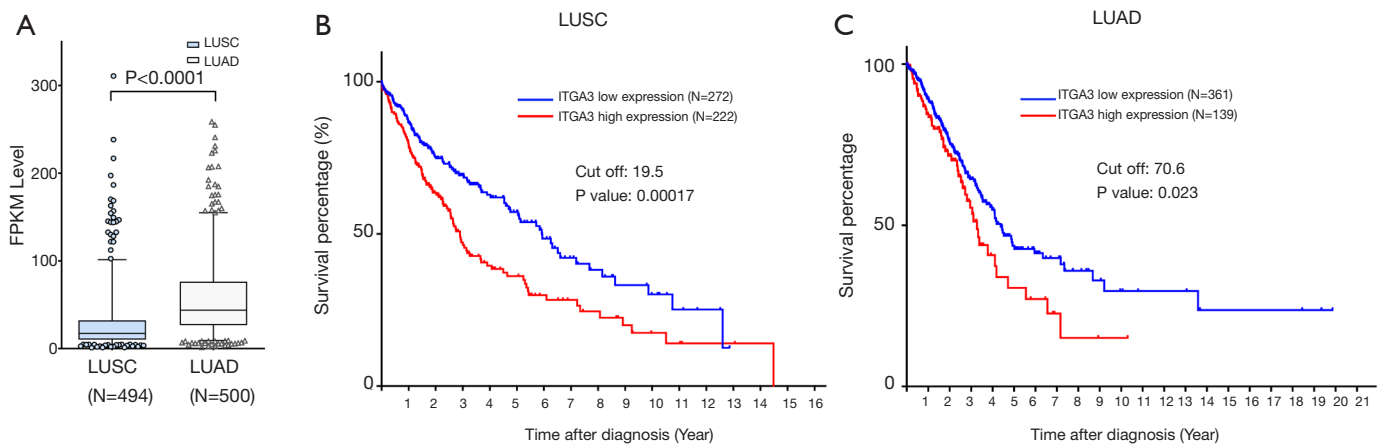 A
LUSC
LUAD
P<0.0001
FPKM Level
300
200
100
0
LUSC
LUAD
(N=494)
(N=500)
B
LUSC
Survival percentage (%)
100
50
0
ITGA3 low expression (N=272)
ITGA3 high expression (N=222)
Cut off: 19.5
P value: 0.00017
1 2 3 4 5 6 7 8 9 10 11 12 13 14 15 16
Time after diagnosis (Year)
C
LUAD
Survival percentage
100
50
0
ITGA3 low expression (N=361)
ITGA3 high expression (N=139)
Cut off: 70.6
P value: 0.023
1 2 3 4 5 6 7 8 9 10 11 12 13 14 15 16 17 18 19 20 21
Time after diagnosis (Year)